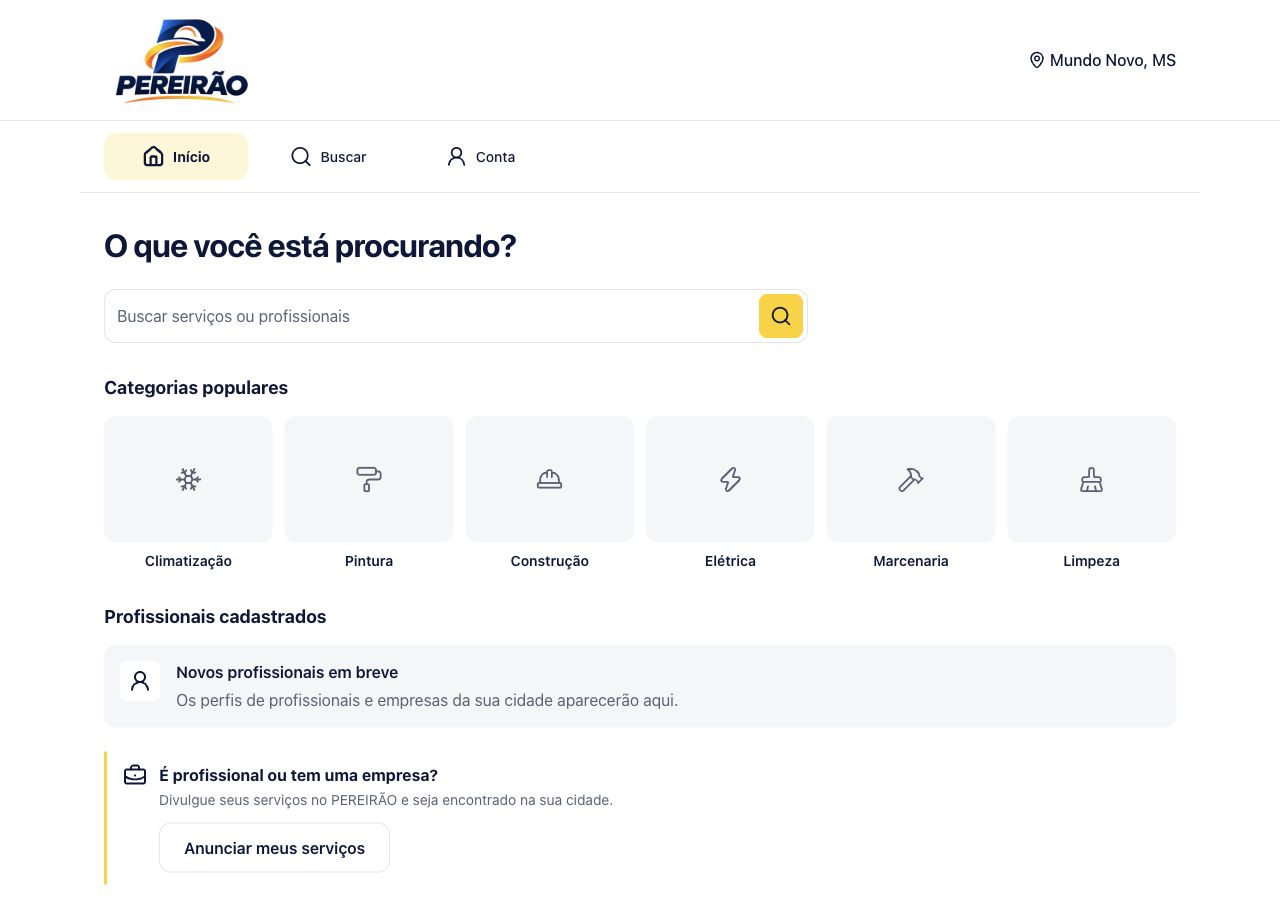 PEREIRÃO
Mundo Novo, MS
Início
Buscar
Conta
O que você está procurando?
Buscar serviços ou profissionais
Categorias populares
Climatização
Pintura
Construção
Elétrica
Marcenaria
Limpeza
Profissionais cadastrados
Novos profissionais em breve
Os perfis de profissionais e empresas da sua cidade aparecerão aqui.
É profissional ou tem uma empresa?
Divulgue seus serviços no PEREIRÃO e seja encontrado na sua cidade.
Anunciar meus serviços